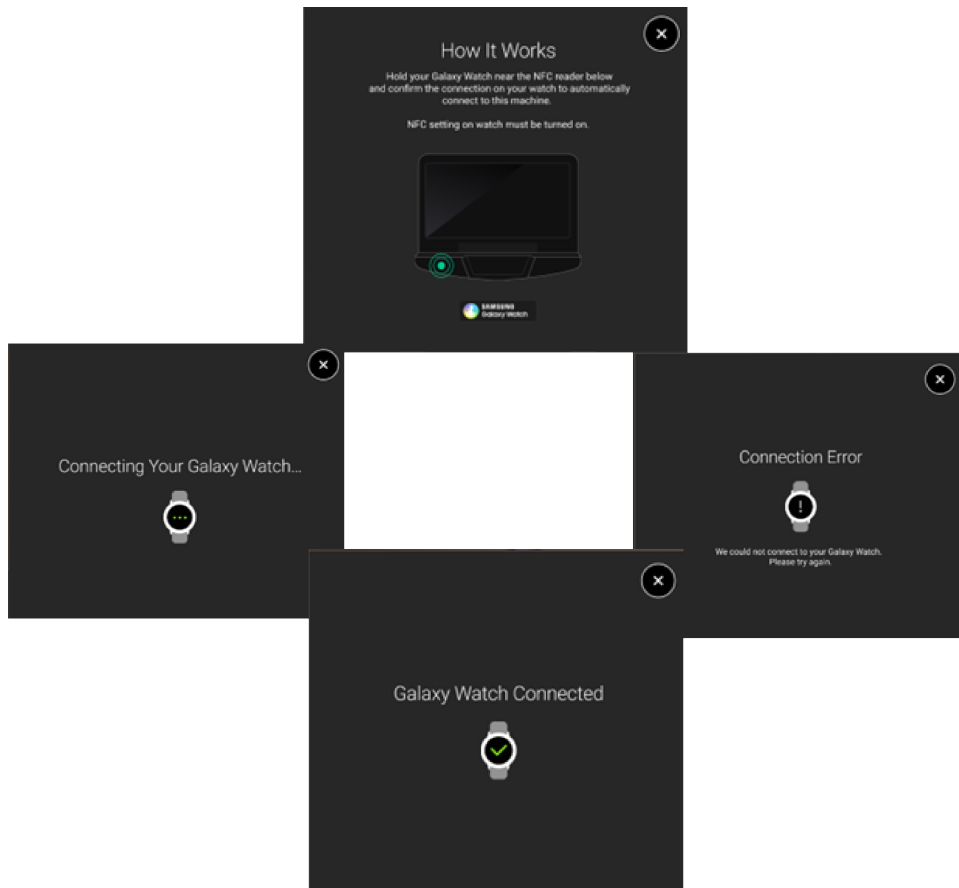 How It Works
Hold your Galaxy Watch near the NFC reader below
and confirm the connection on your watch to automatically
connect to this machine.
NFC setting on watch must be turned on.
SAMSUNG
Galaxy Watch
Connecting Your Galaxy Watch...
Connection Error
!
We could not connect to your Galaxy Watch.
Please try again.
Galaxy Watch Connected